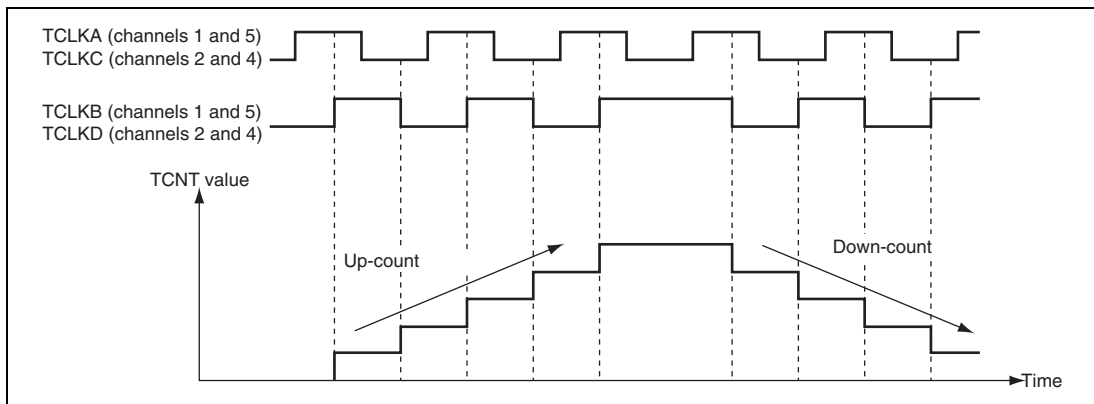 TCLKA (channels 1 and 5)
TCLKC (channels 2 and 4)
TCLKB (channels 1 and 5)
TCLKD (channels 2 and 4)
TCNT value
Up-count
Down-count
Time